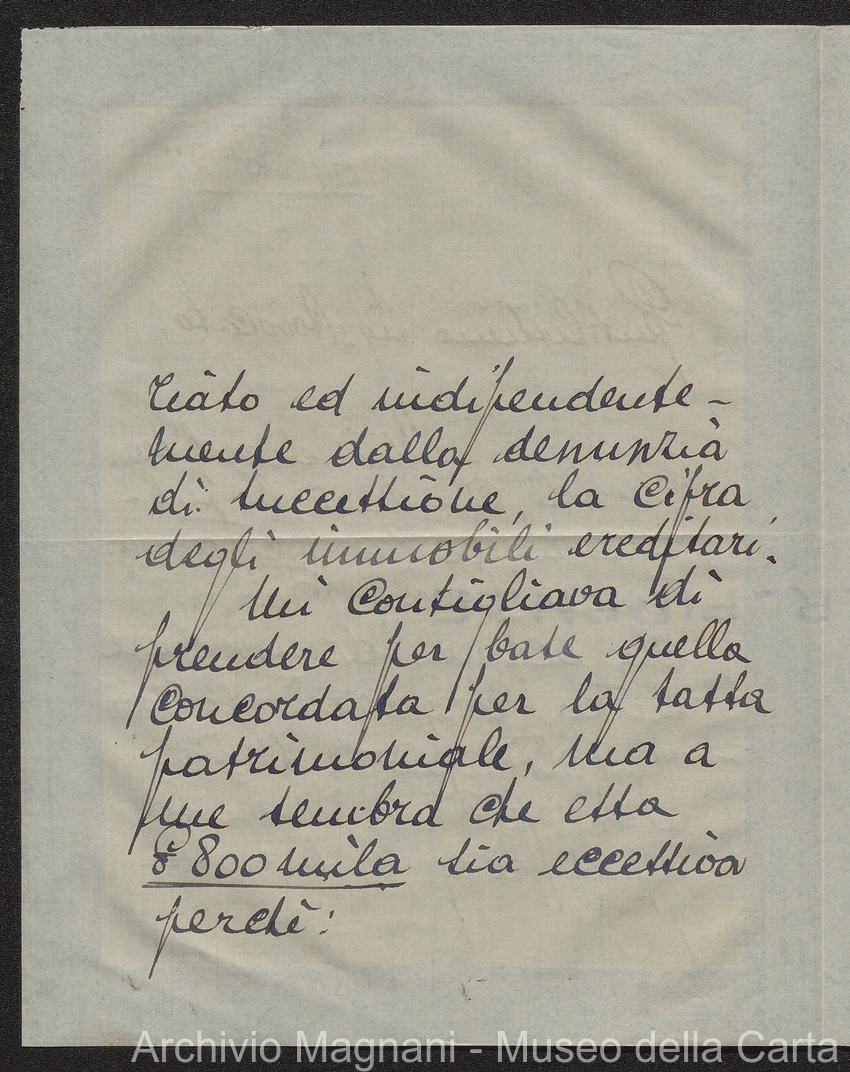 ziato ed indipendente-
mente dalla denunzia
di successione, la cifra
degli immobili ereditari.
Mi consigliava di
prendere per base quella
concordata per la tassa
patrimoniale, ma a
me sembra che essa
£ 800 mila sia eccessiva
perchè:
Archivio Magnani - Museo della Carta